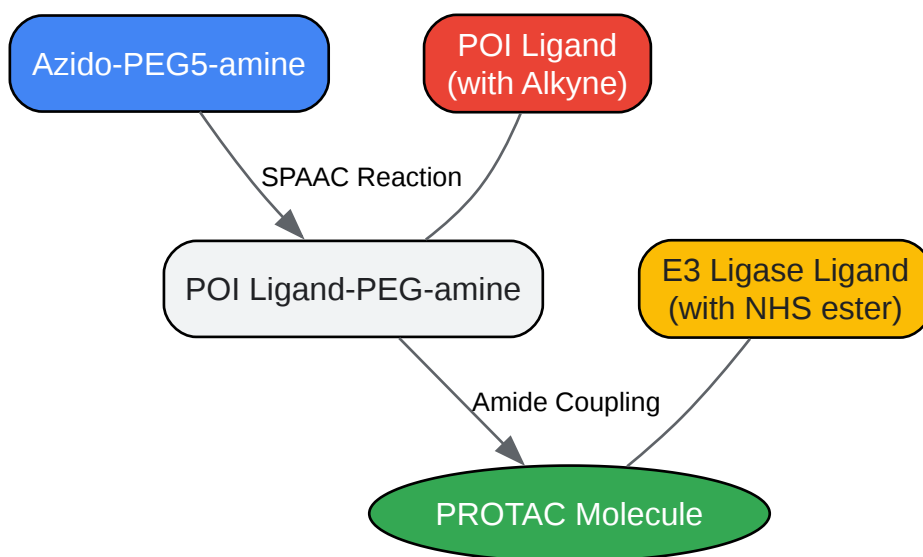 Azido-PEG5-amine
POI Ligand
(with Alkyne)
SPAAC Reaction
POI Ligand-PEG-amine
E3 Ligase Ligand
(with NHS ester)
Amide Coupling
PROTAC Molecule